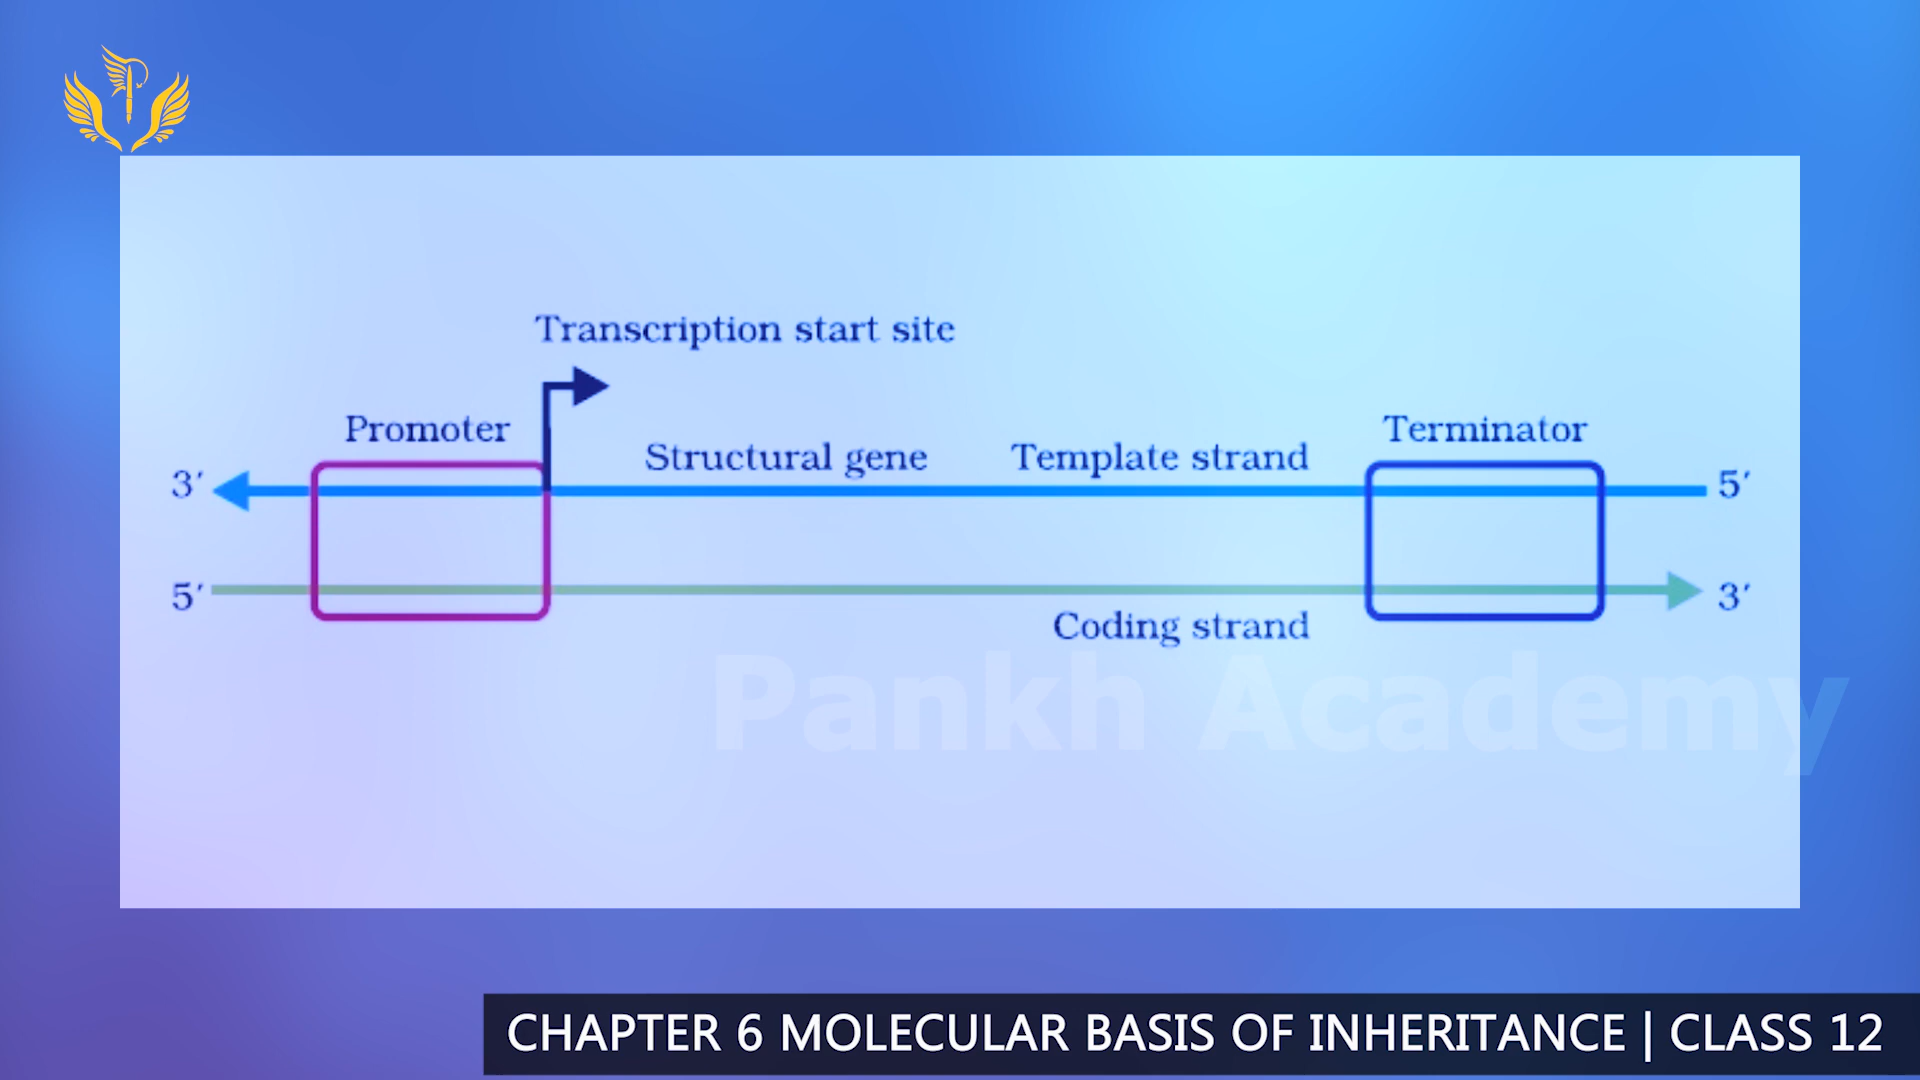 Transcription start site
Promoter
Terminator
Structural gene
Template strand
3′
5′
5′
3′
Coding strand
Pankh Academy
CHAPTER 6 MOLECULAR BASIS OF INHERITANCE | CLASS 12